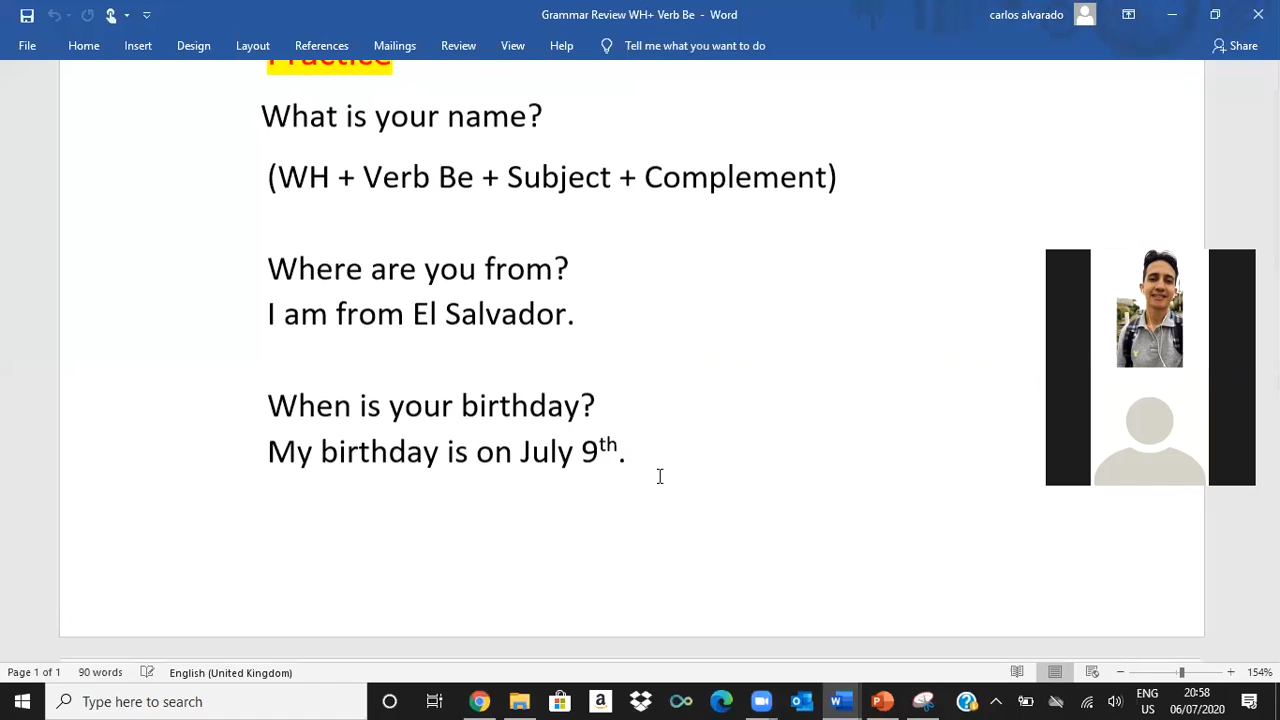 Grammar Review WH+ Verb Be - Word
carlos alvarado
File Home Insert Design Layout References Mailings Review View Help Tell me what you want to do Share
Practice
What is your name?
(WH + Verb Be + Subject + Complement)
Where are you from?
I am from El Salvador.
When is your birthday?
My birthday is on July 9th.
Page 1 of 1 90 words English (United Kingdom) 154%
Type here to search
ENG 20:58
US 06/07/2020